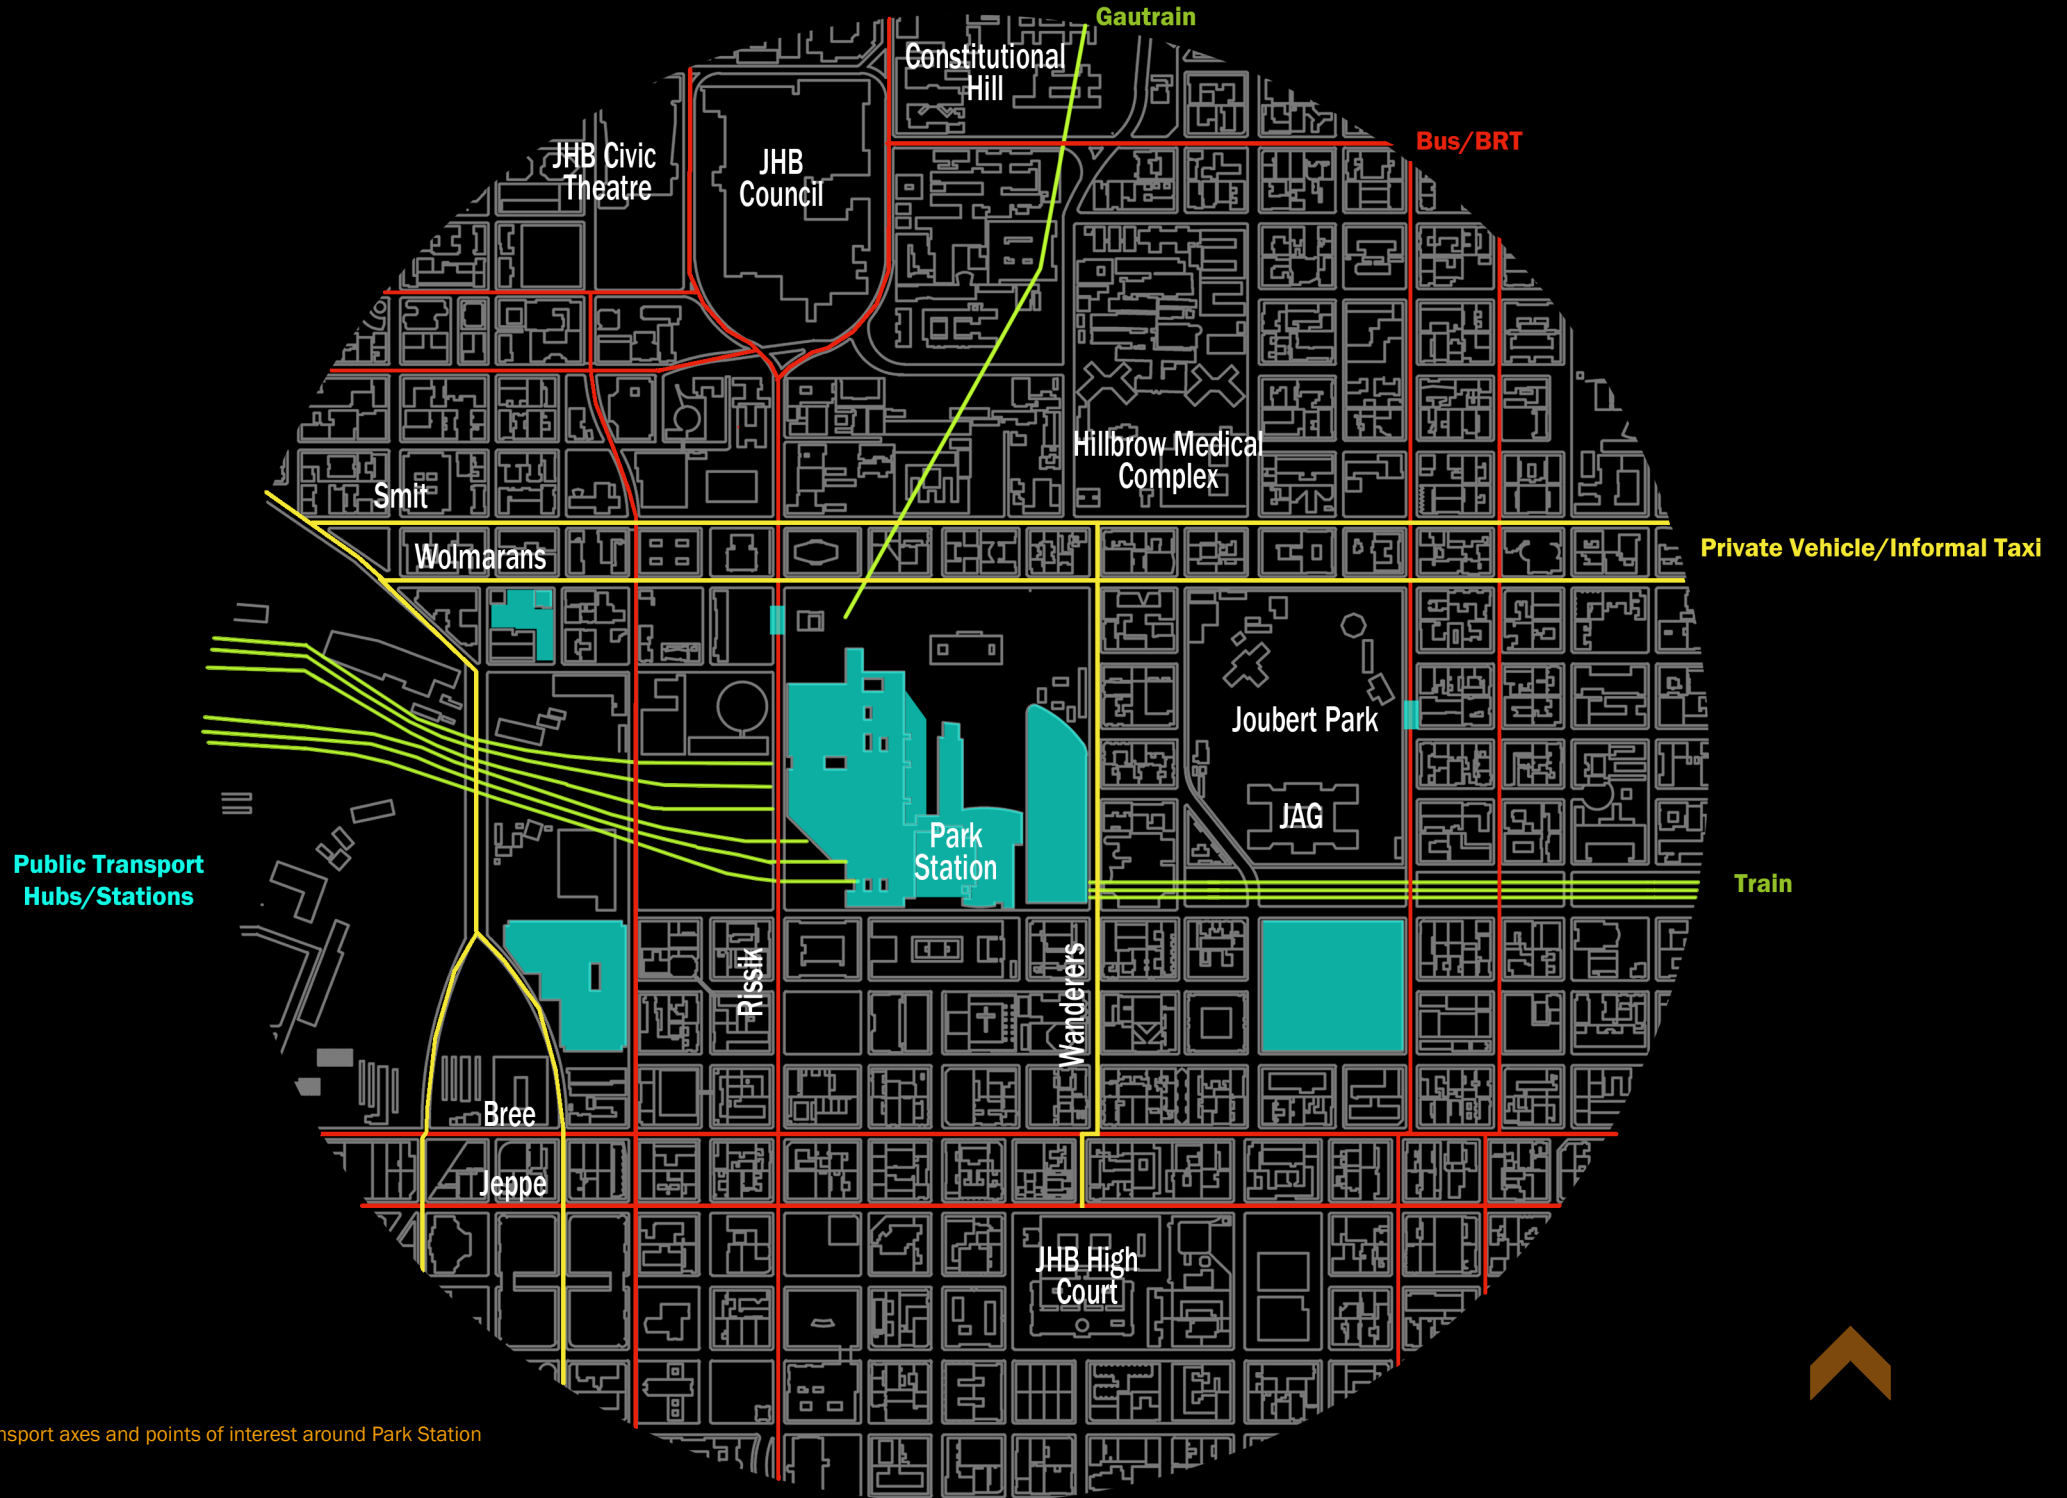 Gautrain
Constitutional
Hill
Bus/BRT
JHB Civic
Theatre
JHB
Council
Hillbrow Medical
Complex
Smit
Wolmarans
Private Vehicle/Informal Taxi
Joubert Park
JAG
Park
Station
Public Transport
Hubs/Stations
Train
Rissik
Wanderers
Bree
Jeppe
JHB High
Court
nsport axes and points of interest around Park Station